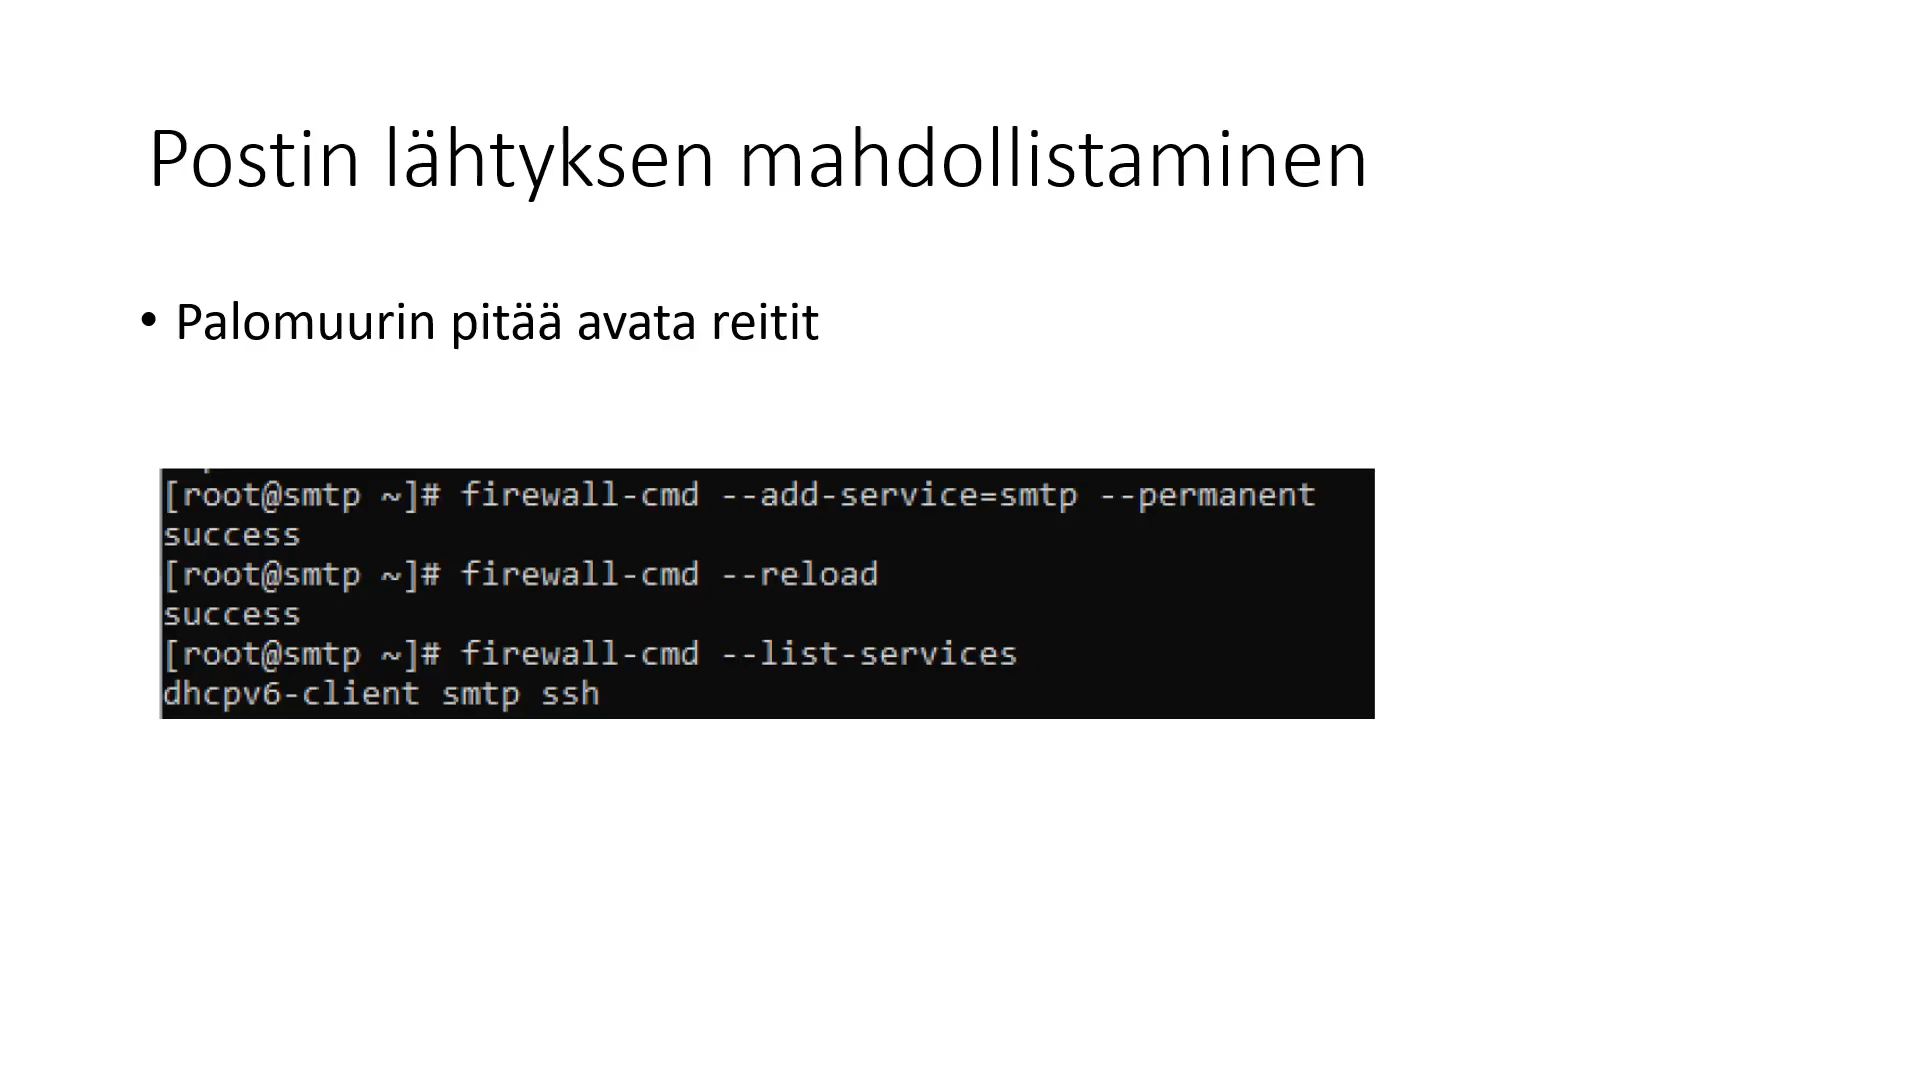 Postin lähtyksen mahdollistaminen
• Palomuurin pitää avata reitit
[root@smtp ~]# firewall-cmd --add-service=smtp --permanent
success
[root@smtp ~]# firewall-cmd --reload
success
[root@smtp ~]# firewall-cmd --list-services
dhcpv6-client smtp ssh